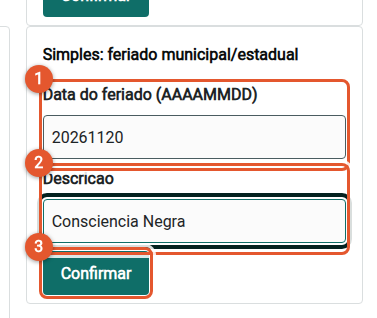 Simples: feriado municipal/estadual
1
Data do feriado (AAAAMMDD)
20261120
2
Descricao
Consciencia Negra
3
Confirmar